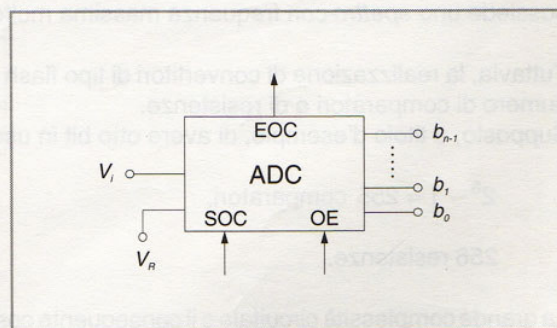 EOC
b_{n-1}
V_i
ADC
b_1
SOC
OE
b_0
V_R